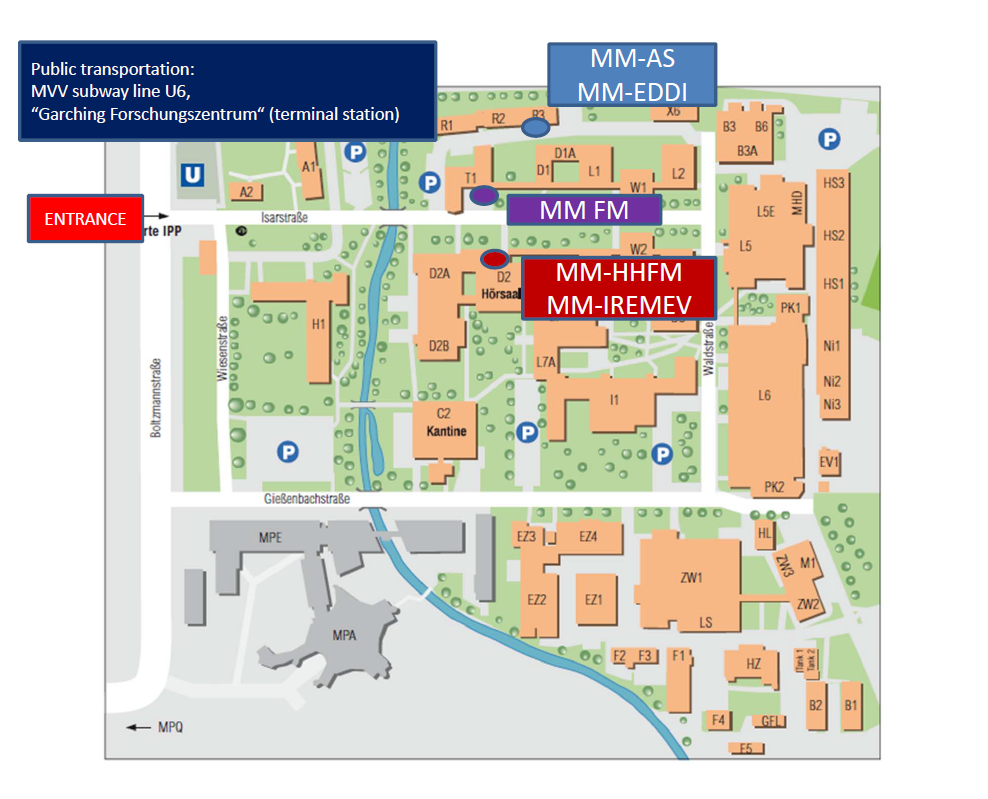 Public transportation:
MVV subway line U6,
“Garching Forschungszentrum“ (terminal station)
MM-AS
MM-EDDI
R1
R2
R3
X6
B3
B6
B3A
P
U
A1
A2
P
P
T1
D1A
D1
L1
L2
W1
HS3
ENTRANCE
MM FM
Isarstraße
rte IPP
L5E
MHD
L5
HS2
W2
D2A
D2
Hörsaal
MM-HHFM
MM-IREMEV
HS1
PK1
H1
Wiesenstraße
Boltzmannstraße
D2B
L7A
Waldstraße
Ni1
Ni2
Ni3
L6
I1
C2
Kantine
P
P
P
EV1
PK2
Gießenbachstraße
MPE
EZ3
EZ4
HL
ZW3
M1
ZW1
ZW2
EZ2
EZ1
LS
MPA
F2
F3
F1
HZ
Tank 1
Tank 2
B2
B1
F4
GFL
F5
MPQ